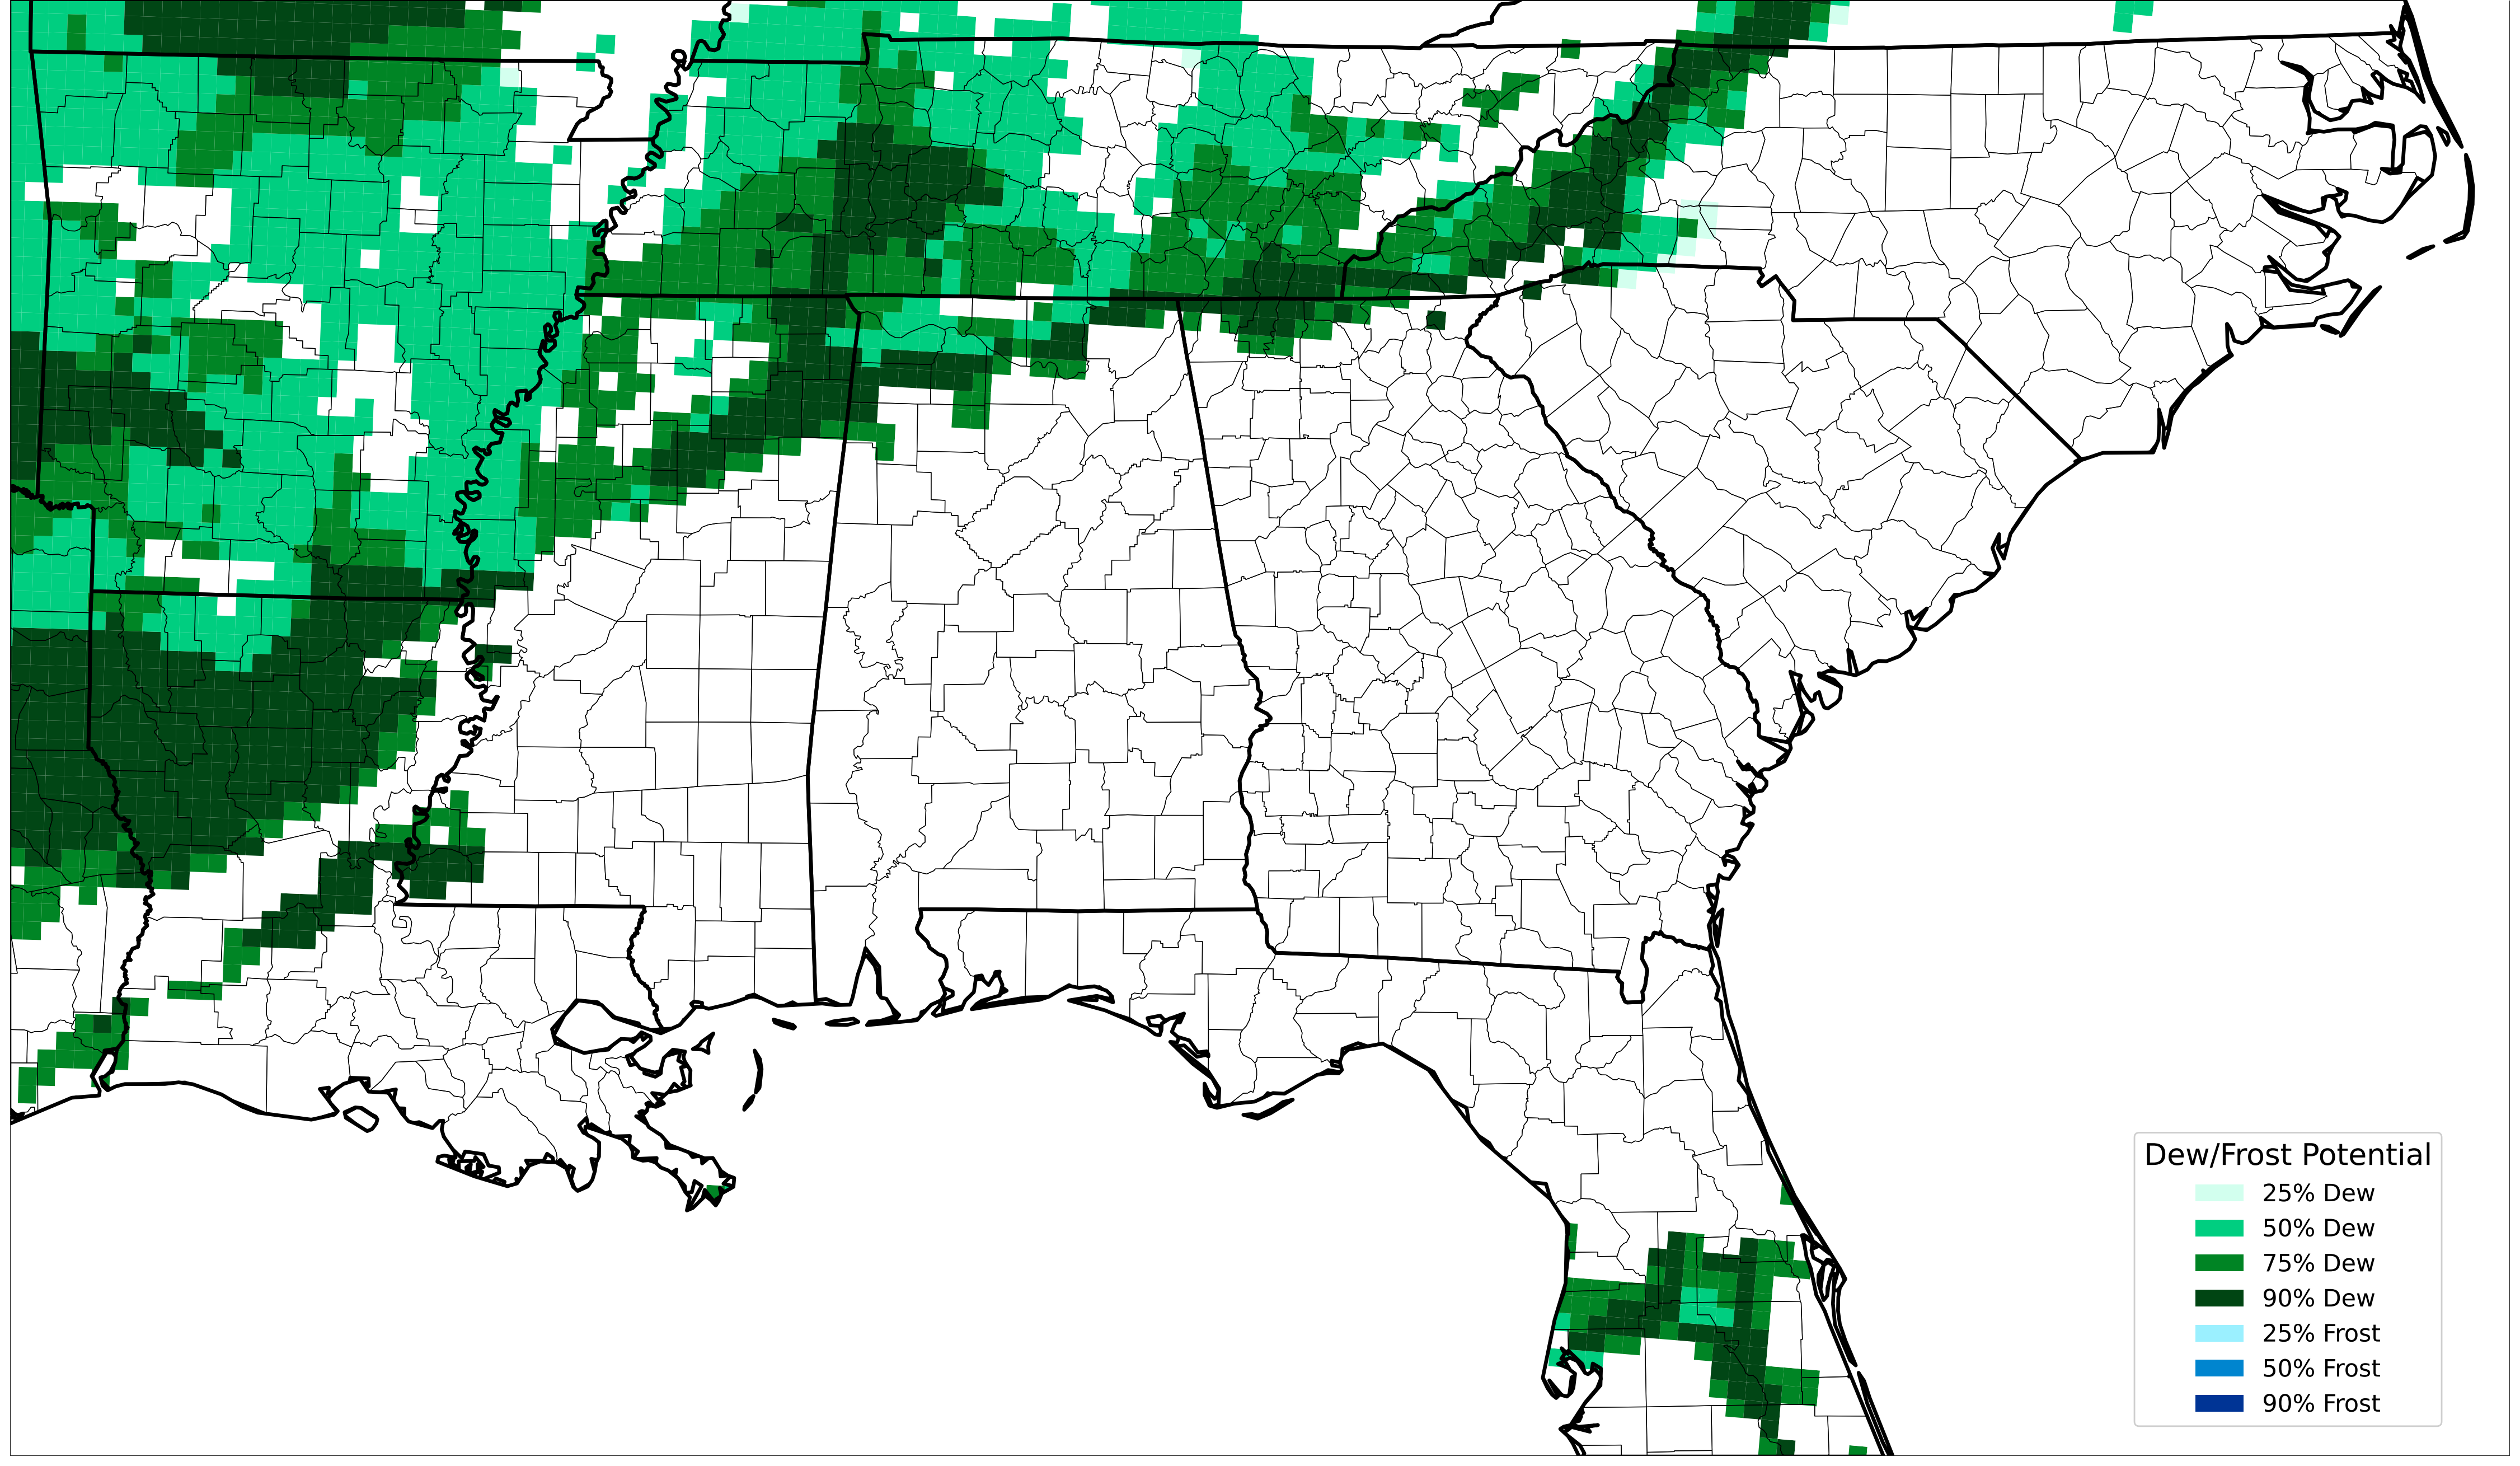 Dew/Frost Potential
25% Dew
50% Dew
75% Dew
90% Dew
25% Frost
50% Frost
90% Frost